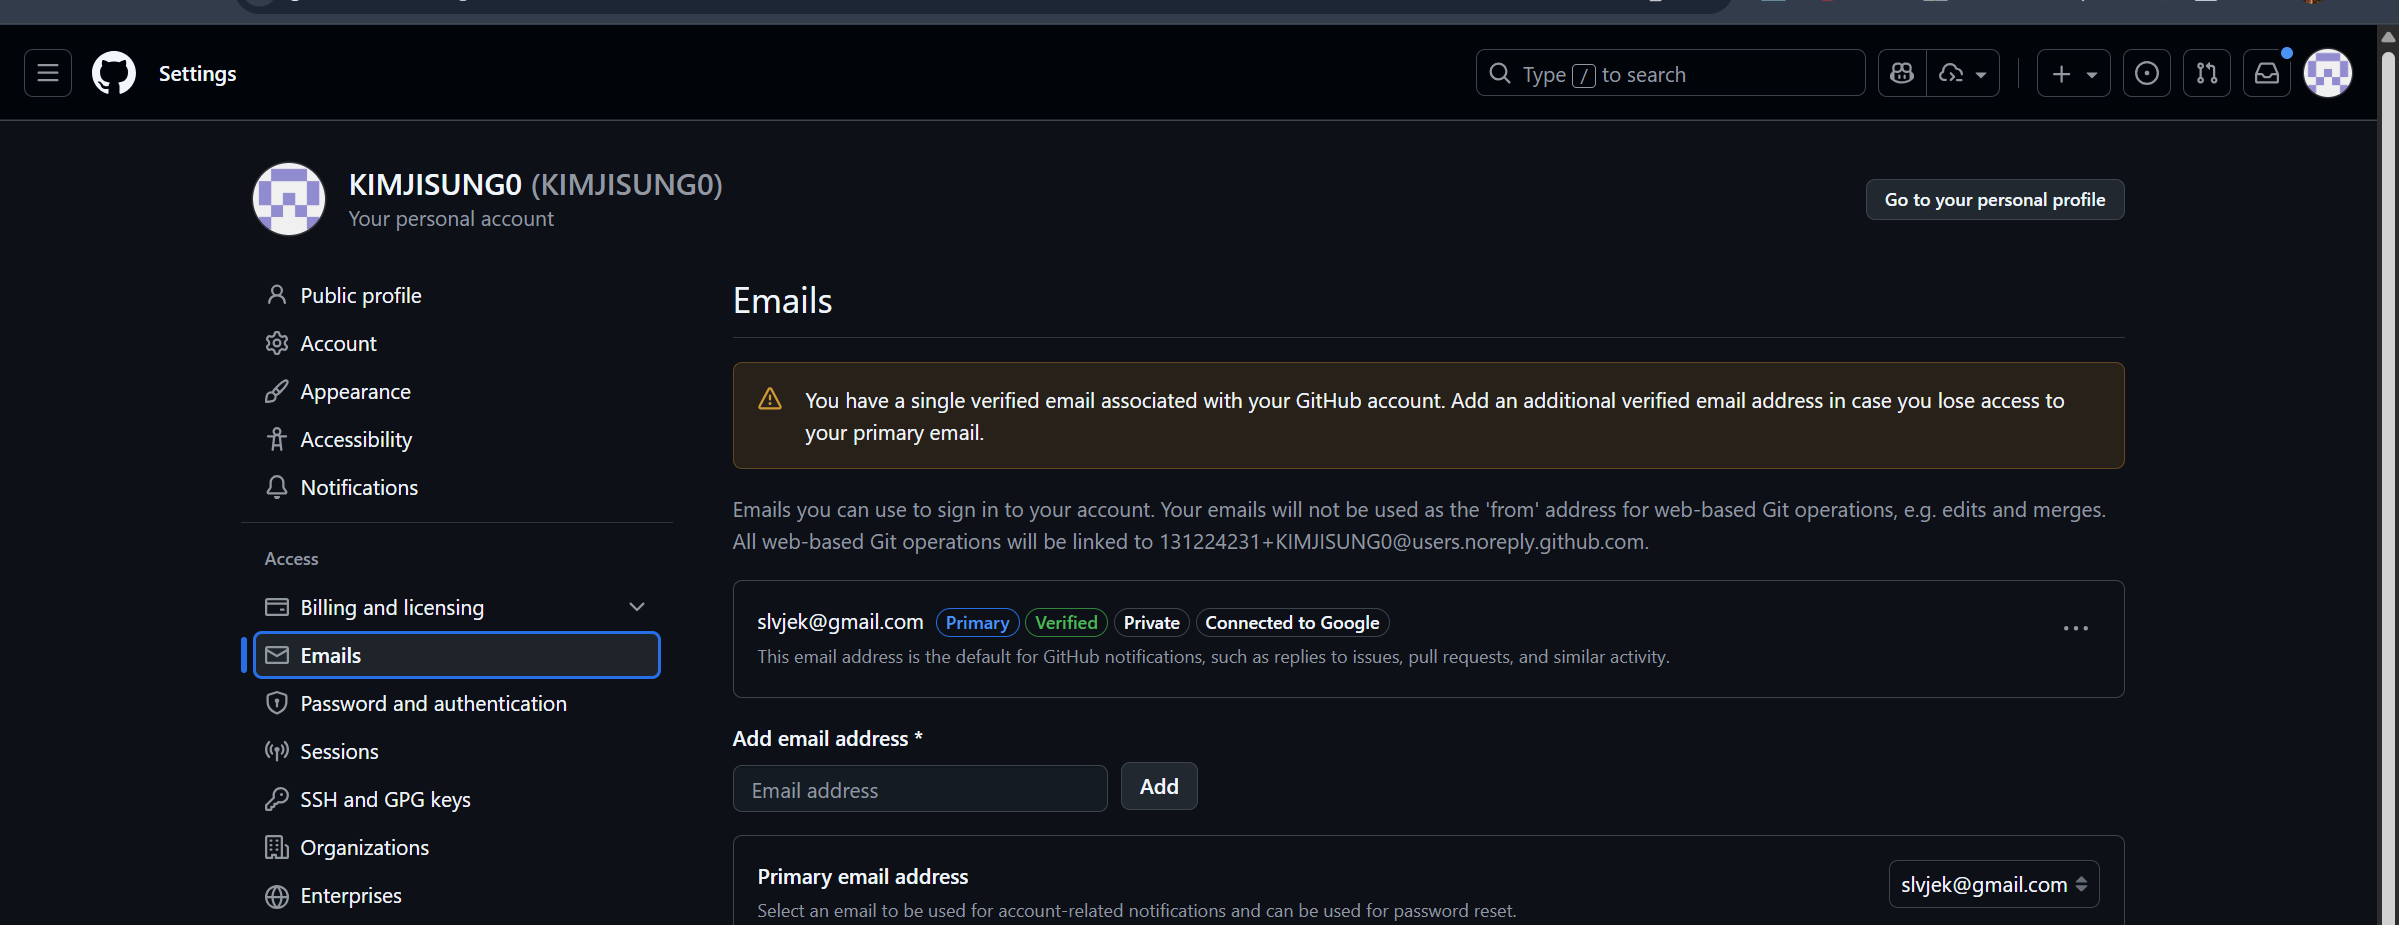 Settings
Type / to search
KIMJISUNG0 (KIMJISUNG0)
Your personal account
Go to your personal profile
Public profile
Account
Appearance
Accessibility
Notifications
Access
Billing and licensing
Emails
Password and authentication
Sessions
SSH and GPG keys
Organizations
Enterprises
Emails
You have a single verified email associated with your GitHub account. Add an additional verified email address in case you lose access to
your primary email.
Emails you can use to sign in to your account. Your emails will not be used as the 'from' address for web-based Git operations, e.g. edits and merges.
All web-based Git operations will be linked to 131224231+KIMJISUNG0@users.noreply.github.com.
slvjek@gmail.com Primary Verified Private Connected to Google
This email address is the default for GitHub notifications, such as replies to issues, pull requests, and similar activity.
Add email address *
Email address
Add
Primary email address
slvjek@gmail.com
Select an email to be used for account-related notifications and can be used for password reset.